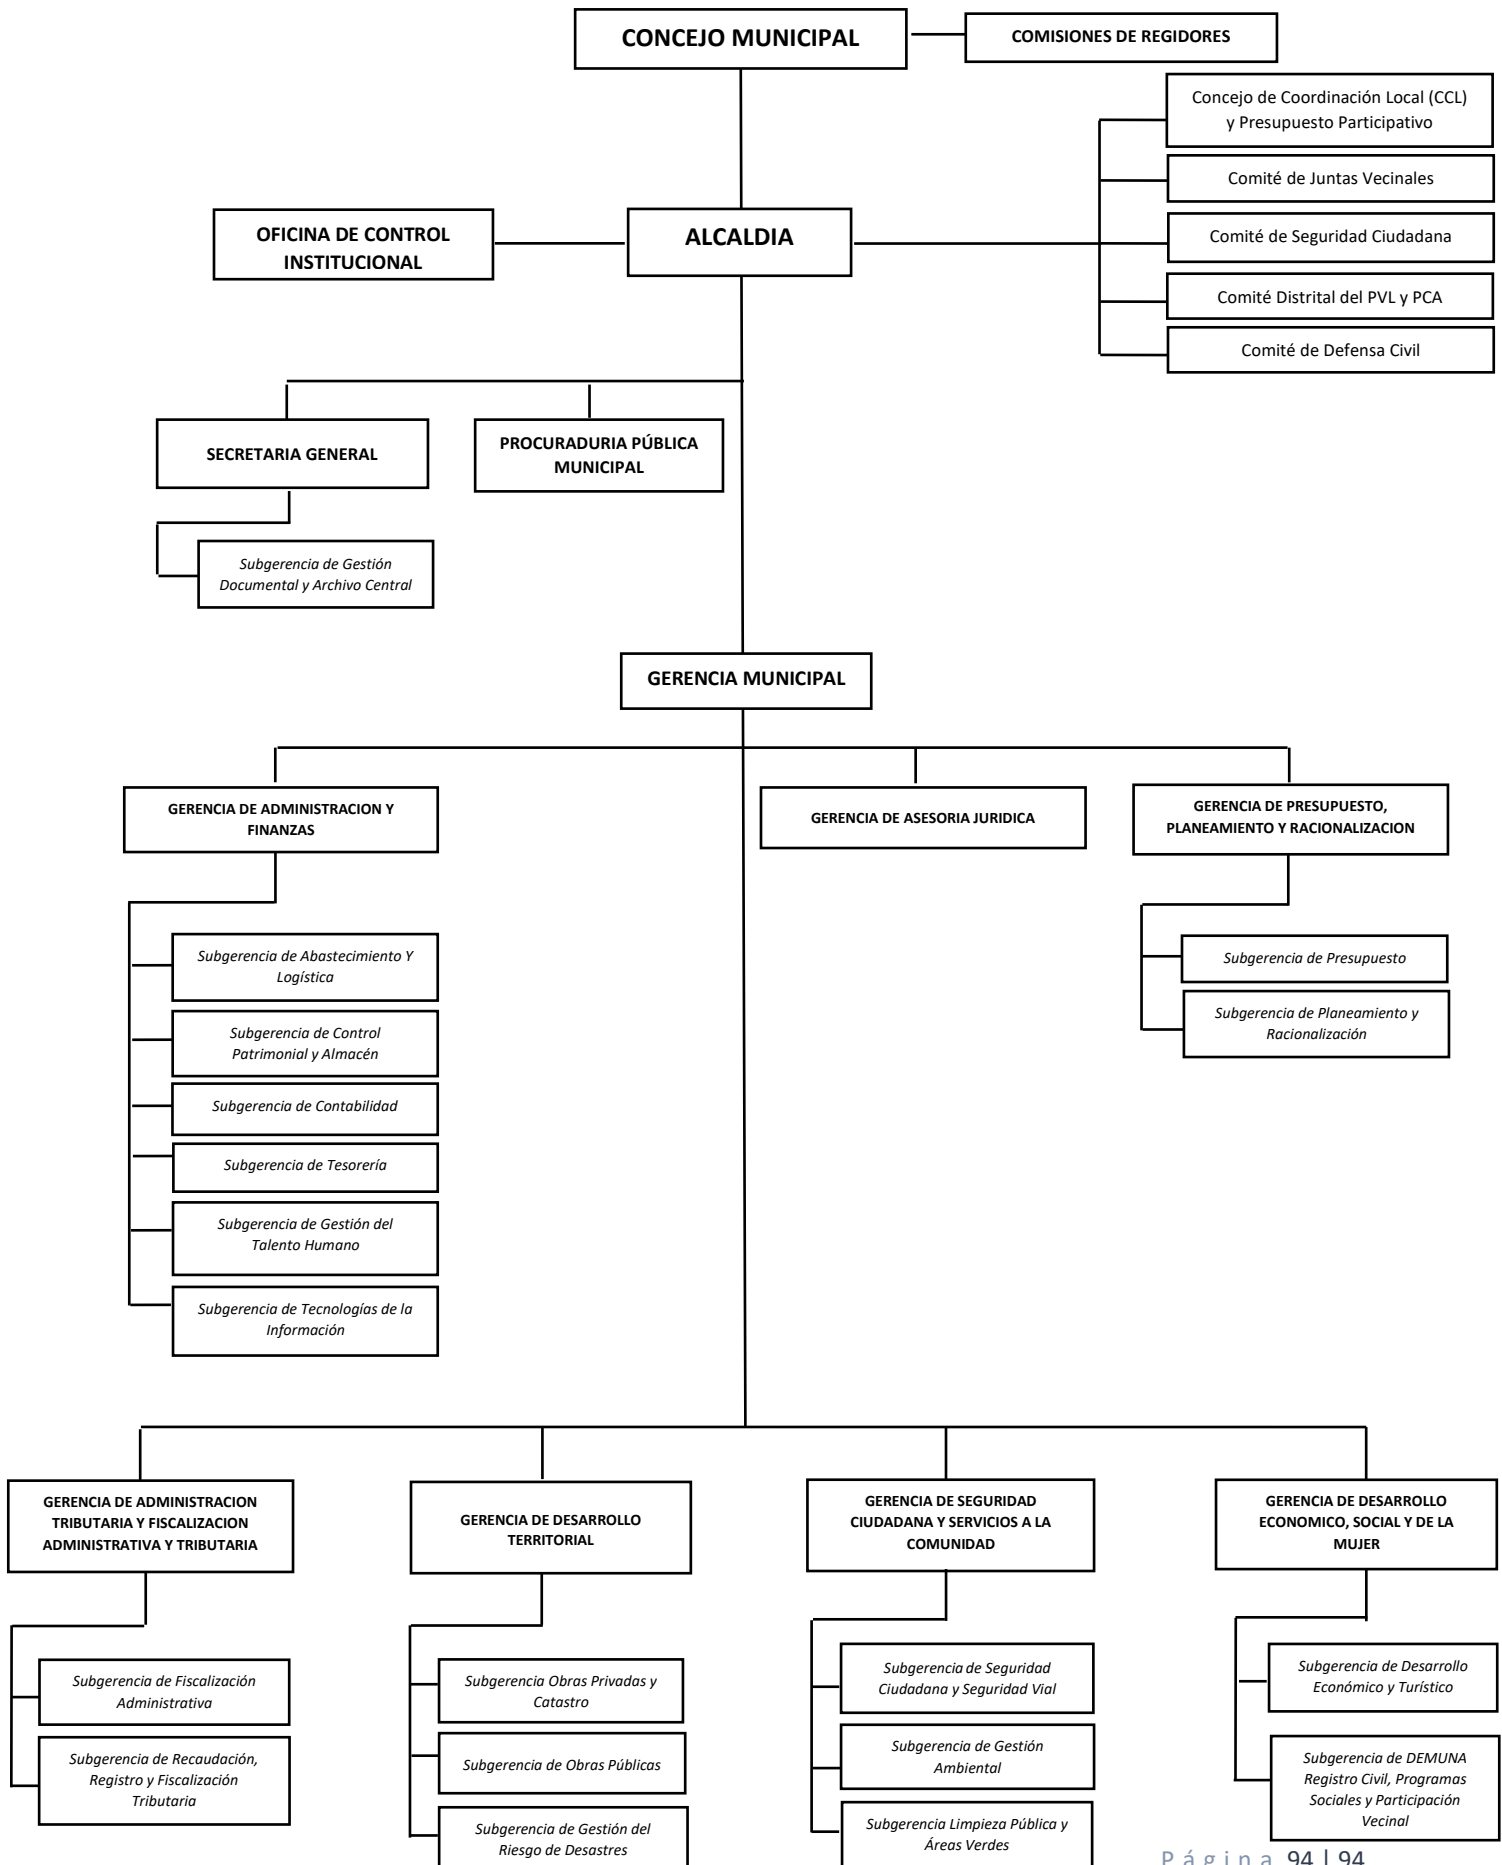 CONCEJO MUNICIPAL
COMISIONES DE REGIDORES
Concejo de Coordinación Local (CCL)
y Presupuesto Participativo
Comité de Juntas Vecinales
Comité de Seguridad Ciudadana
Comité Distrital del PVL y PCA
Comité de Defensa Civil
OFICINA DE CONTROL
INSTITUCIONAL
ALCALDIA
SECRETARIA GENERAL
PROCURADURIA PÚBLICA
MUNICIPAL
Subgerencia de Gestión
Documental y Archivo Central
GERENCIA MUNICIPAL
GERENCIA DE ADMINISTRACION Y
FINANZAS
GERENCIA DE ASESORIA JURIDICA
GERENCIA DE PRESUPUESTO,
PLANEAMIENTO Y RACIONALIZACION
Subgerencia de Abastecimiento Y
Logística
Subgerencia de Control
Patrimonial y Almacén
Subgerencia de Contabilidad
Subgerencia de Tesorería
Subgerencia de Gestión del
Talento Humano
Subgerencia de Tecnologías de la
Información
Subgerencia de Presupuesto
Subgerencia de Planeamiento y
Racionalización
GERENCIA DE ADMINISTRACION
TRIBUTARIA Y FISCALIZACION
ADMINISTRATIVA Y TRIBUTARIA
GERENCIA DE DESARROLLO
TERRITORIAL
GERENCIA DE SEGURIDAD
CIUDADANA Y SERVICIOS A LA
COMUNIDAD
GERENCIA DE DESARROLLO
ECONOMICO, SOCIAL Y DE LA
MUJER
Subgerencia de Fiscalización
Administrativa
Subgerencia de Recaudación,
Registro y Fiscalización
Tributaria
Subgerencia Obras Privadas y
Catastro
Subgerencia de Obras Públicas
Subgerencia de Gestión del
Riesgo de Desastres
Subgerencia de Seguridad
Ciudadana y Seguridad Vial
Subgerencia de Gestión
Ambiental
Subgerencia Limpieza Pública y
Áreas Verdes
Subgerencia de Desarrollo
Económico y Turístico
Subgerencia de DEMUNA
Registro Civil, Programas
Sociales y Participación
Vecinal
Página 94 | 94